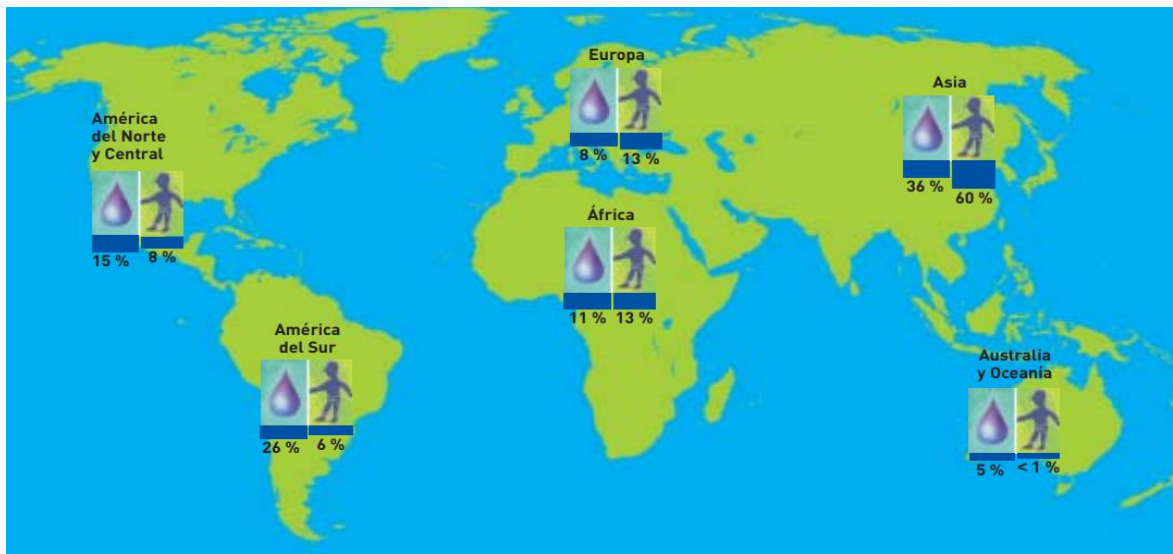 Europa
8 % 13 %
Asia
36 % 60 %
América
del Norte
y Central
15 % 8 %
África
11 % 13 %
América
del Sur
26 % 6 %
Australia
y Oceanía
5 % < 1 %